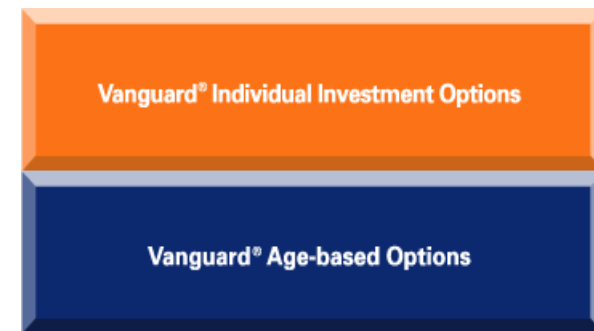 Vanguard® Individual Investment Options
Vanguard® Age-based Options